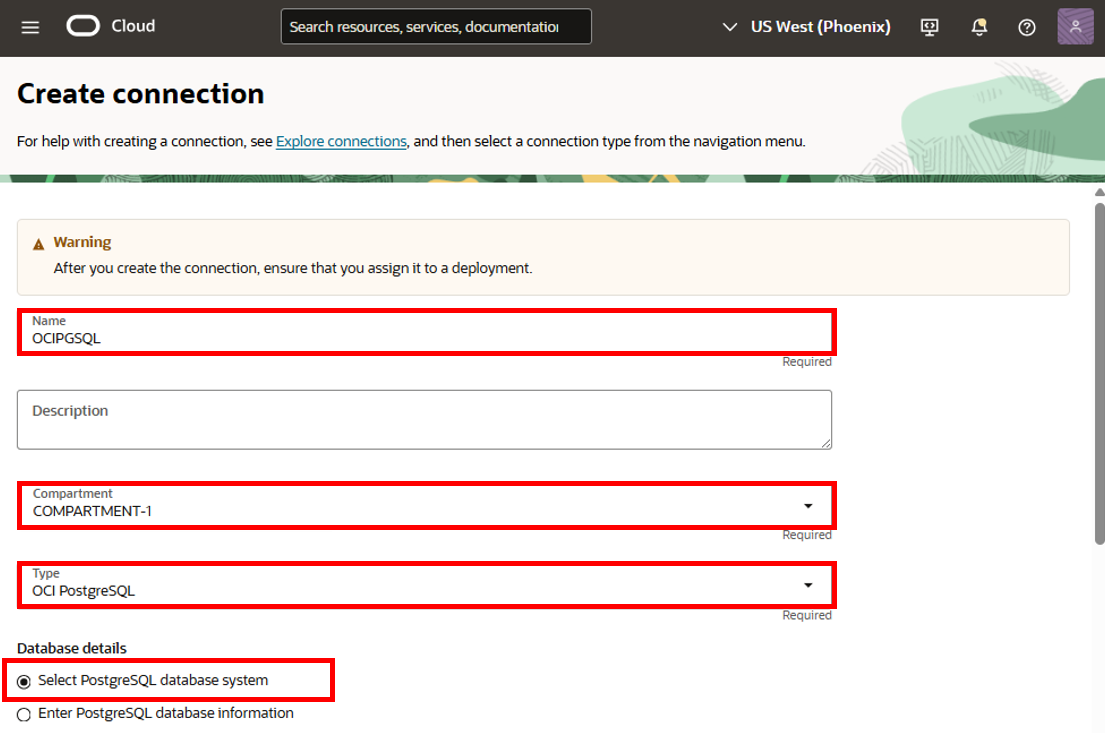 Cloud
Search resources, services, documentatio
US West (Phoenix)
Create connection
For help with creating a connection, see Explore connections, and then select a connection type from the navigation menu.
Warning
After you create the connection, ensure that you assign it to a deployment.
Name
OCIPGSQL
Required
Description
Compartment
COMPARTMENT-1
Required
Type
OCI PostgreSQL
Required
Database details
Select PostgreSQL database system
Enter PostgreSQL database information